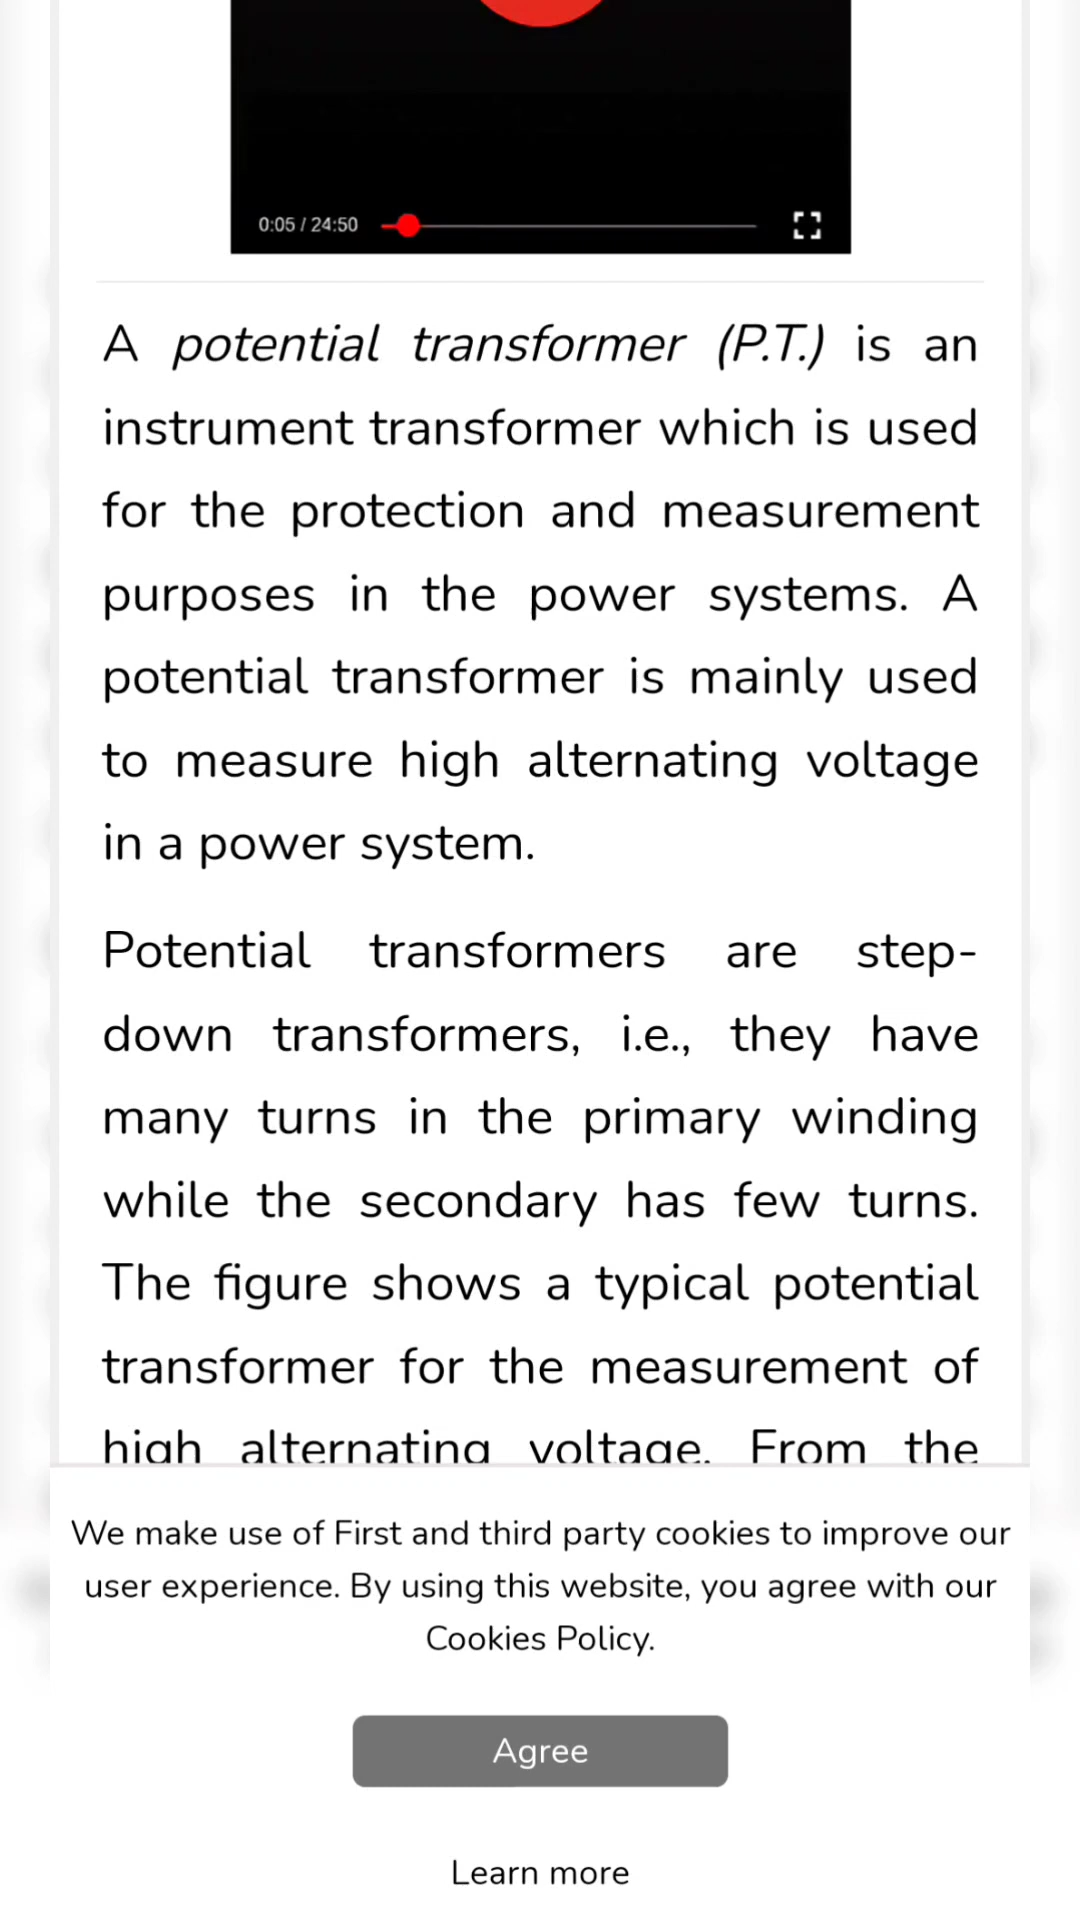 0:05 / 24:50
A potential transformer (P.T.) is an
instrument transformer which is used
for the protection and measurement
purposes in the power systems. A
potential transformer is mainly used
to measure high alternating voltage
in a power system.
Potential transformers are step-
down transformers, i.e., they have
many turns in the primary winding
while the secondary has few turns.
The figure shows a typical potential
transformer for the measurement of
high alternating voltage. From the
We make use of First and third party cookies to improve our
user experience. By using this website, you agree with our
Cookies Policy.
Agree
Learn more